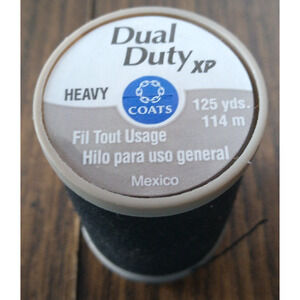 Dual
Duty XP
HEAVY
COATS
125 yds.
114 m
Fil Tout Usage
Hilo para uso general
Mexico